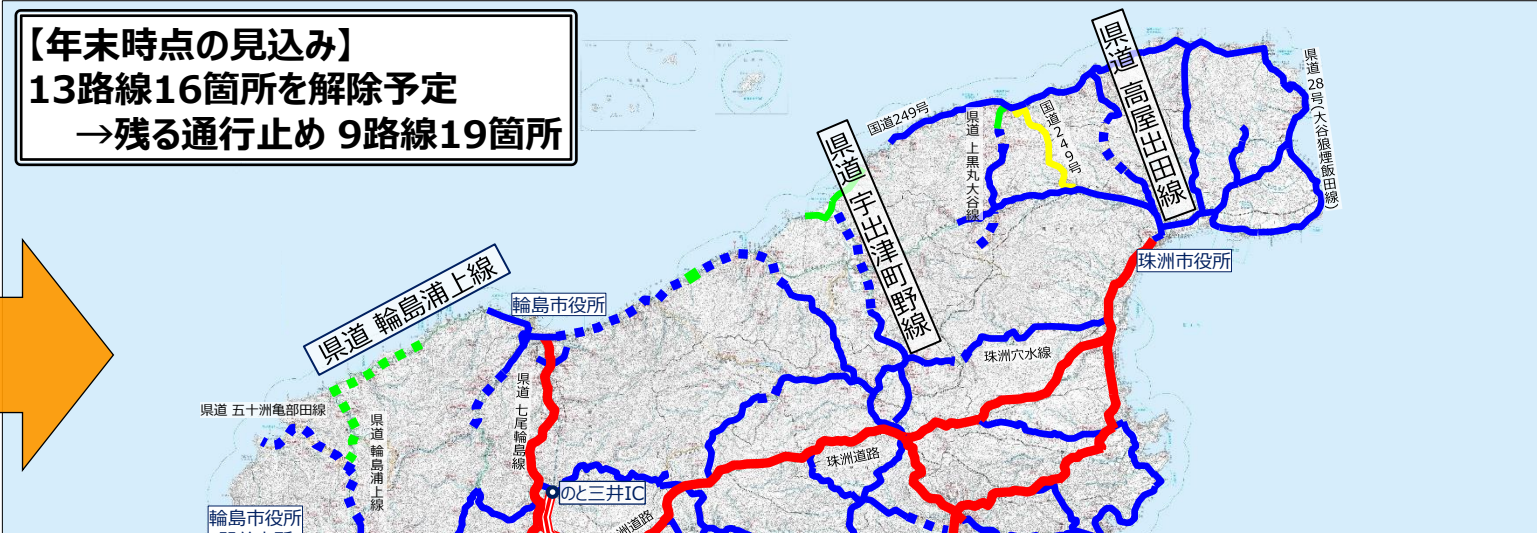 【年末時点の見込み】
13路線16箇所を解除予定
→残る通行止め 9路線19箇所
県道 高屋出田線
県道28号(大谷狼煙飯田線)
国道249号
国道249号
県道 上黒丸大谷線
県道 宇出津町野線
珠洲市役所
県道 輪島浦上線
輪島市役所
珠洲穴水線
県道 七尾輪島線
県道 五十洲亀部田線
県道 輪島浦上線
珠洲道路
のと三井IC
輪島市役所
洲道路